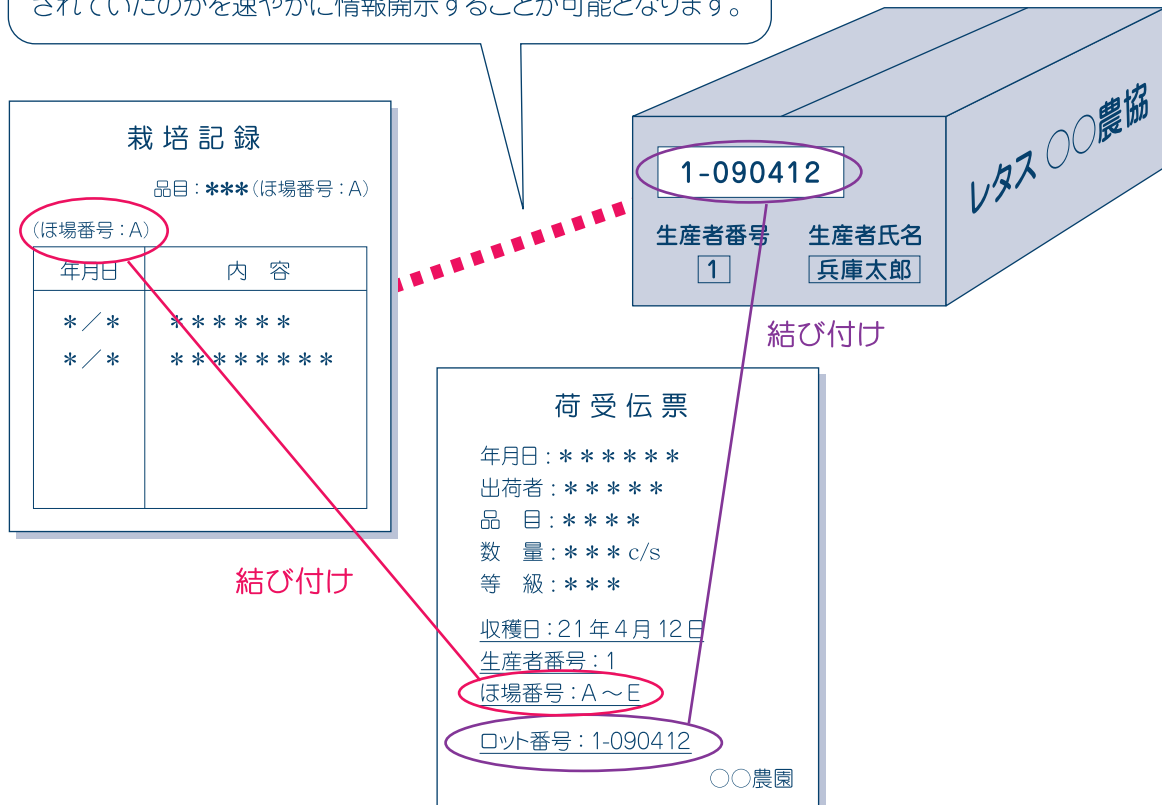 されていたのかを速やかに情報開示することが可能となります。
栽培記録
品目：***(ほ場番号：A)
(ほ場番号：A)
年月日 内 容
*／* ******
*／* ********
結び付け
1-090412
生産者番号 生産者氏名
1 兵庫太郎
レタス ○○農協
結び付け
荷受伝票
年月日：******
出荷者：*****
品 目：****
数 量：***c/s
等 級：***
収穫日：21年4月12日
生産者番号：1
ほ場番号：A～E
ロット番号：1-090412
○○農園